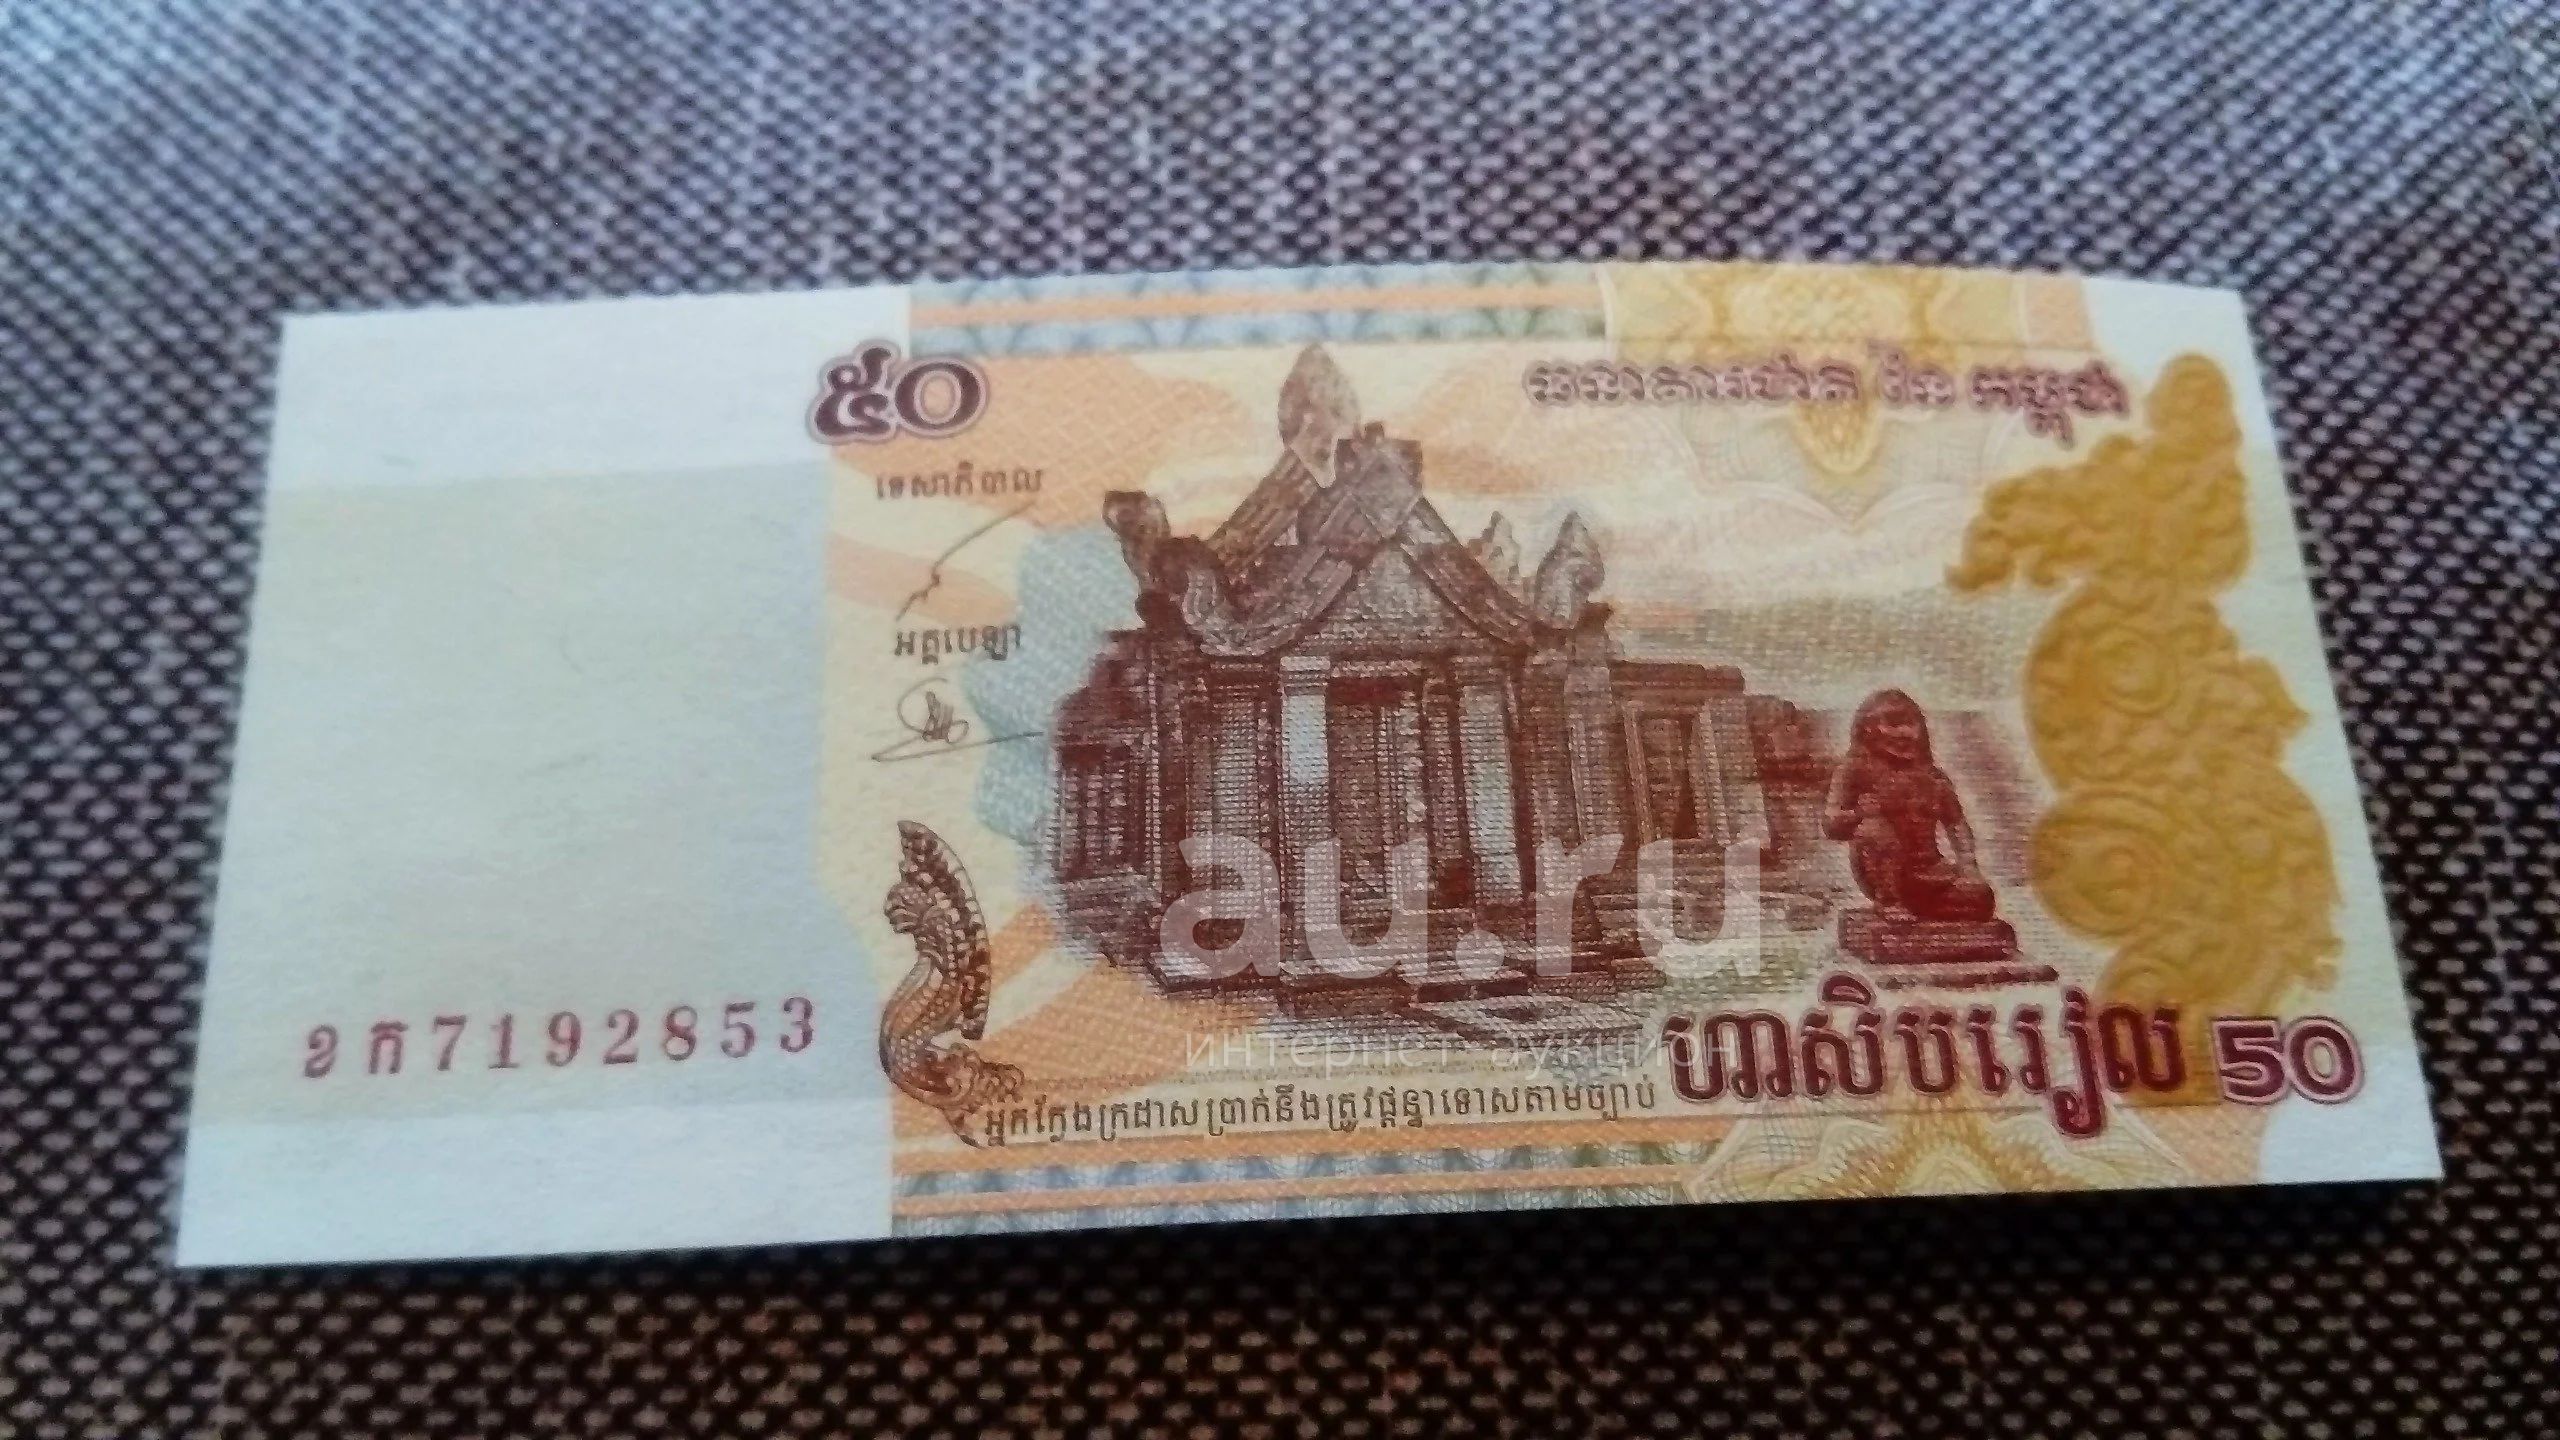 ៥០
ធនាគារជាតិ នៃ កម្ពុជា
ទេសាភិបាល
អគ្គបេឡា
au.ru
интернет-аукцион
ខក7192853
ហាសិបរៀល 50
អ្នកក្លែងក្រដាសប្រាក់នឹងត្រូវផ្តន្ទាទោសតាមច្បាប់